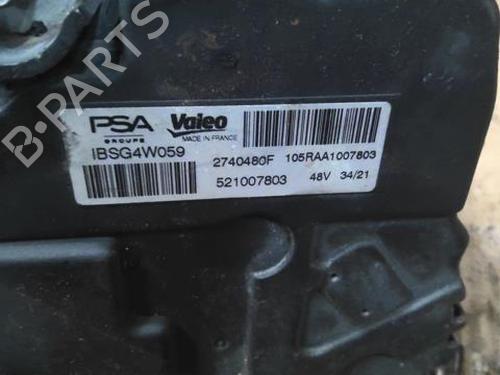 B-PARTS
PSA
GROUPE
Valeo
MADE IN FRANCE
IBSG4W059
2740480F 105RAA1007803
521007803 48V 34/21